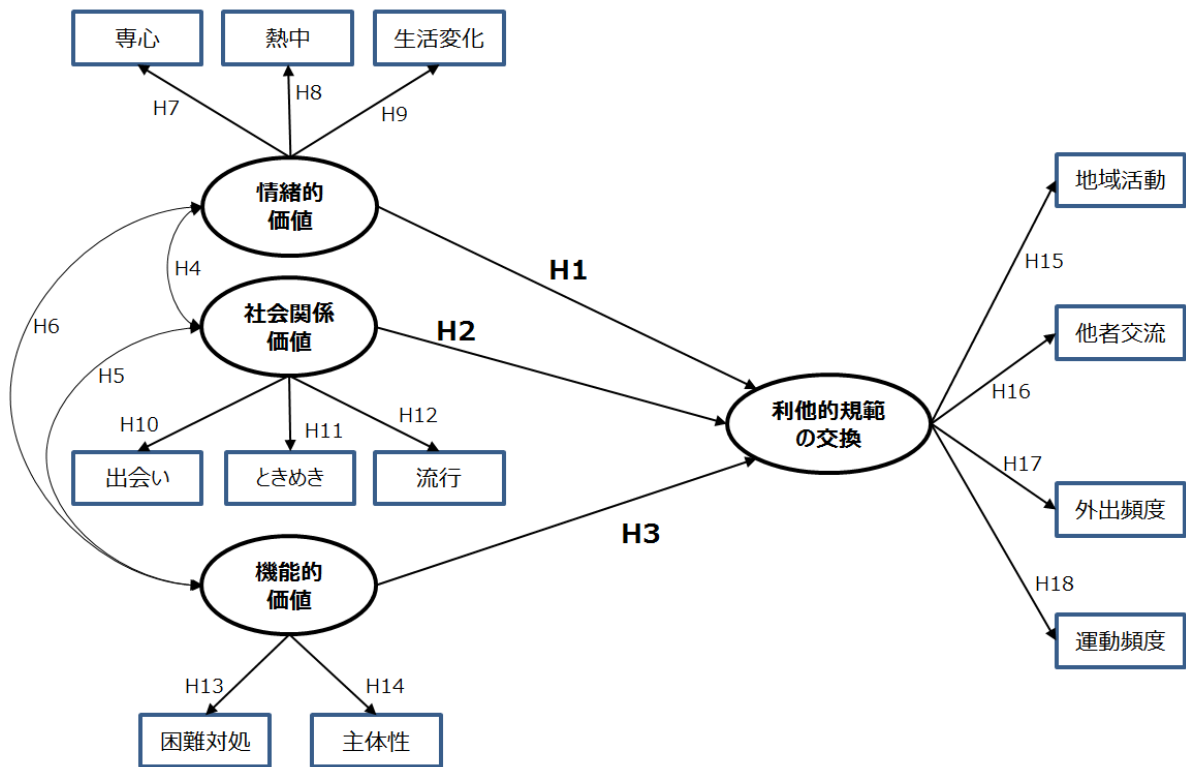 専心
熱中
生活変化
H7
H8
H9
情緒的
価値
H4
H6
社会関係
価値
H5
H1
H2
H10
H11
H12
出会い
ときめき
流行
機能的
価値
H3
H13
H14
困難対処
主体性
利他的規範
の交換
地域活動
H15
他者交流
H16
H17
外出頻度
H18
運動頻度